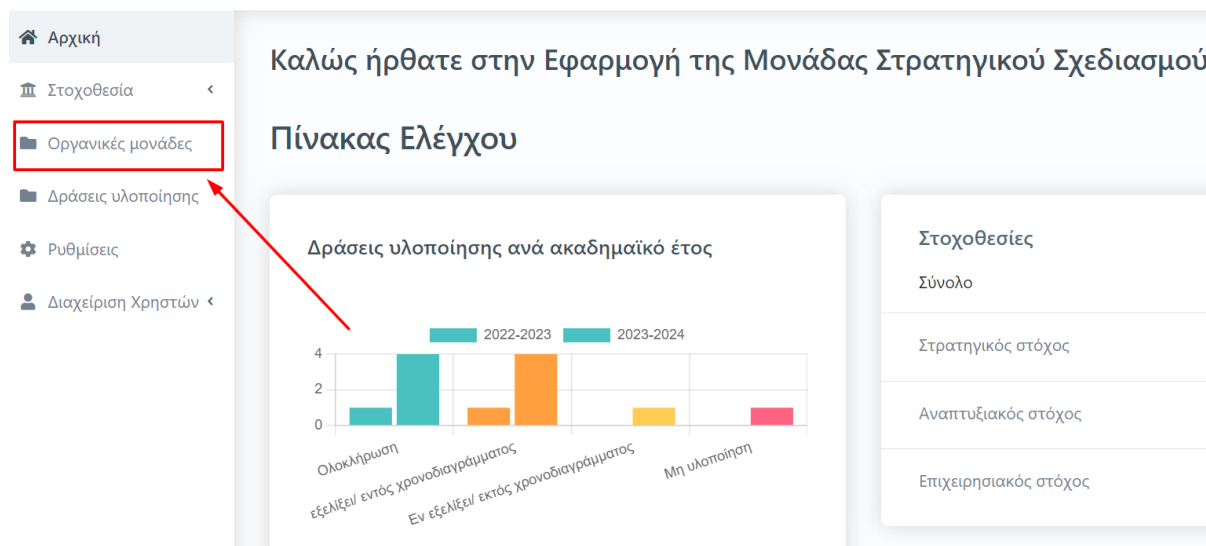 Αρχική
Στοχοθεσία
Οργανικές μονάδες
Δράσεις υλοποίησης
Ρυθμίσεις
Διαχείριση Χρηστών
Καλώς ήρθατε στην Εφαρμογή της Μονάδας Στρατηγικού Σχεδιασμού
Πίνακας Ελέγχου
Δράσεις υλοποίησης ανά ακαδημαϊκό έτος
2022-2023 2023-2024
4
2
0
Ολοκλήρωση
εξελίξει/ εντός χρονοδιαγράμματος
Εν εξελίξει/ εκτός χρονοδιαγράμματος
Μη υλοποίηση
Στοχοθεσίες
Σύνολο
Στρατηγικός στόχος
Αναπτυξιακός στόχος
Επιχειρησιακός στόχος